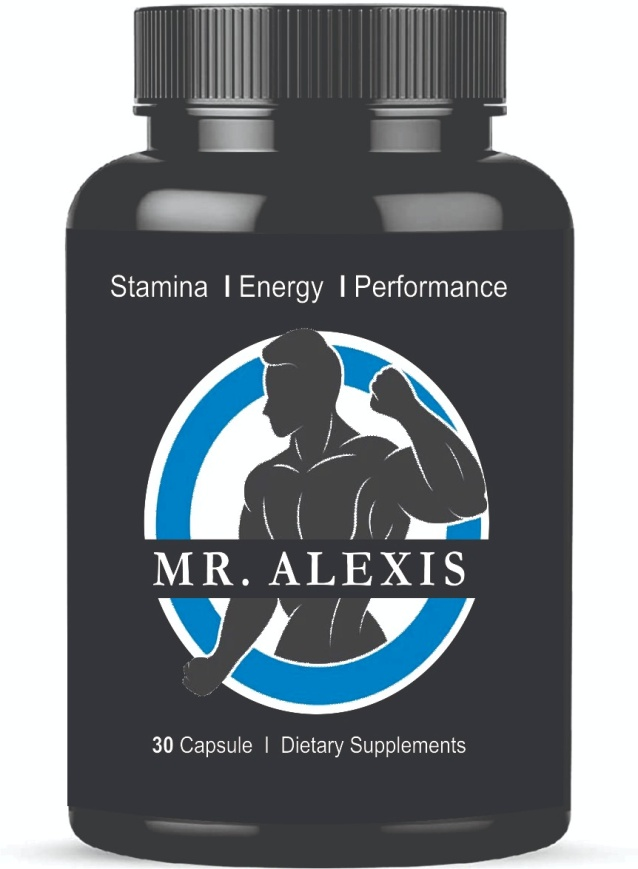 Stamina I Energy I Performance
MR. ALEXIS
30 Capsule I Dietary Supplements